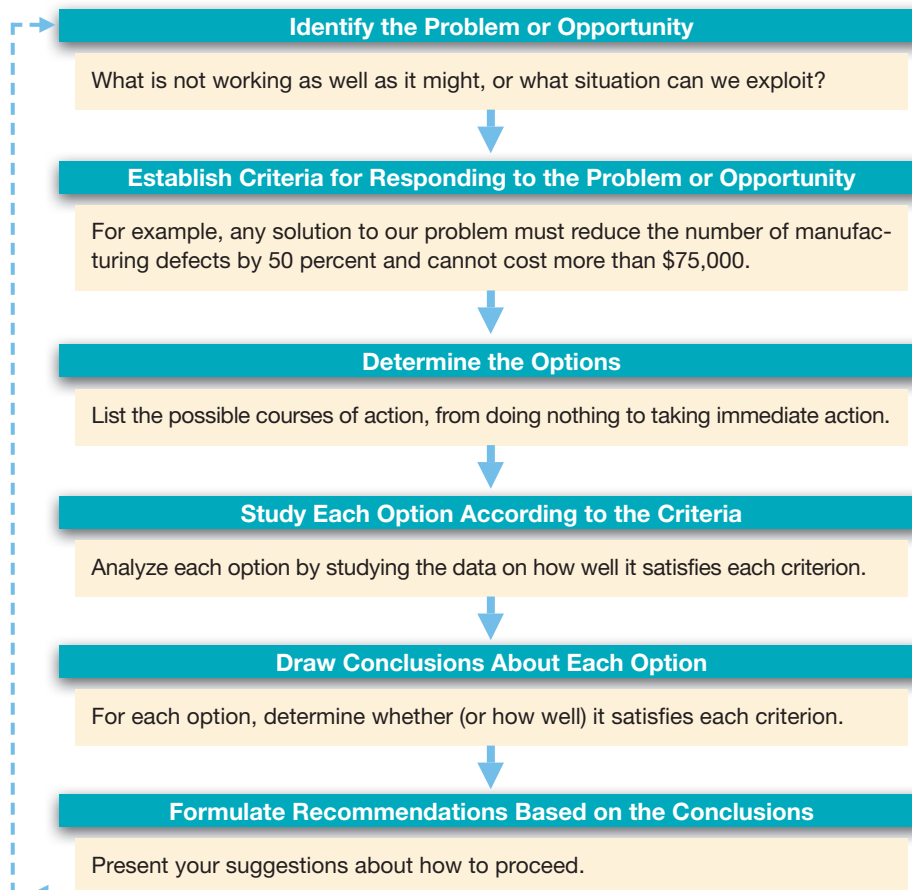 Identify the Problem or Opportunity
What is not working as well as it might, or what situation can we exploit?
Establish Criteria for Responding to the Problem or Opportunity
For example, any solution to our problem must reduce the number of manufac-
turing defects by 50 percent and cannot cost more than $75,000.
Determine the Options
List the possible courses of action, from doing nothing to taking immediate action.
Study Each Option According to the Criteria
Analyze each option by studying the data on how well it satisfies each criterion.
Draw Conclusions About Each Option
For each option, determine whether (or how well) it satisfies each criterion.
Formulate Recommendations Based on the Conclusions
Present your suggestions about how to proceed.